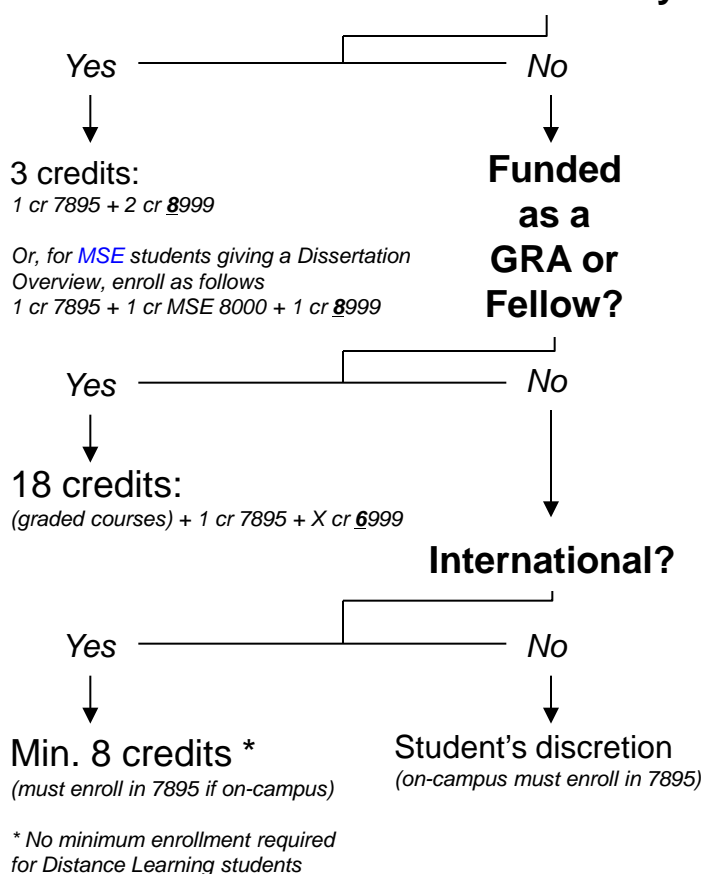 Yes
No
3 credits:
1 cr 7895 + 2 cr 8999
Or, for MSE students giving a Dissertation
Overview, enroll as follows
1 cr 7895 + 1 cr MSE 8000 + 1 cr 8999
Funded
as a
GRA or
Fellow?
Yes
No
18 credits:
(graded courses) + 1 cr 7895 + X cr 6999
International?
Yes
No
Min. 8 credits *
(must enroll in 7895 if on-campus)
* No minimum enrollment required
for Distance Learning students
Student's discretion
(on-campus must enroll in 7895)